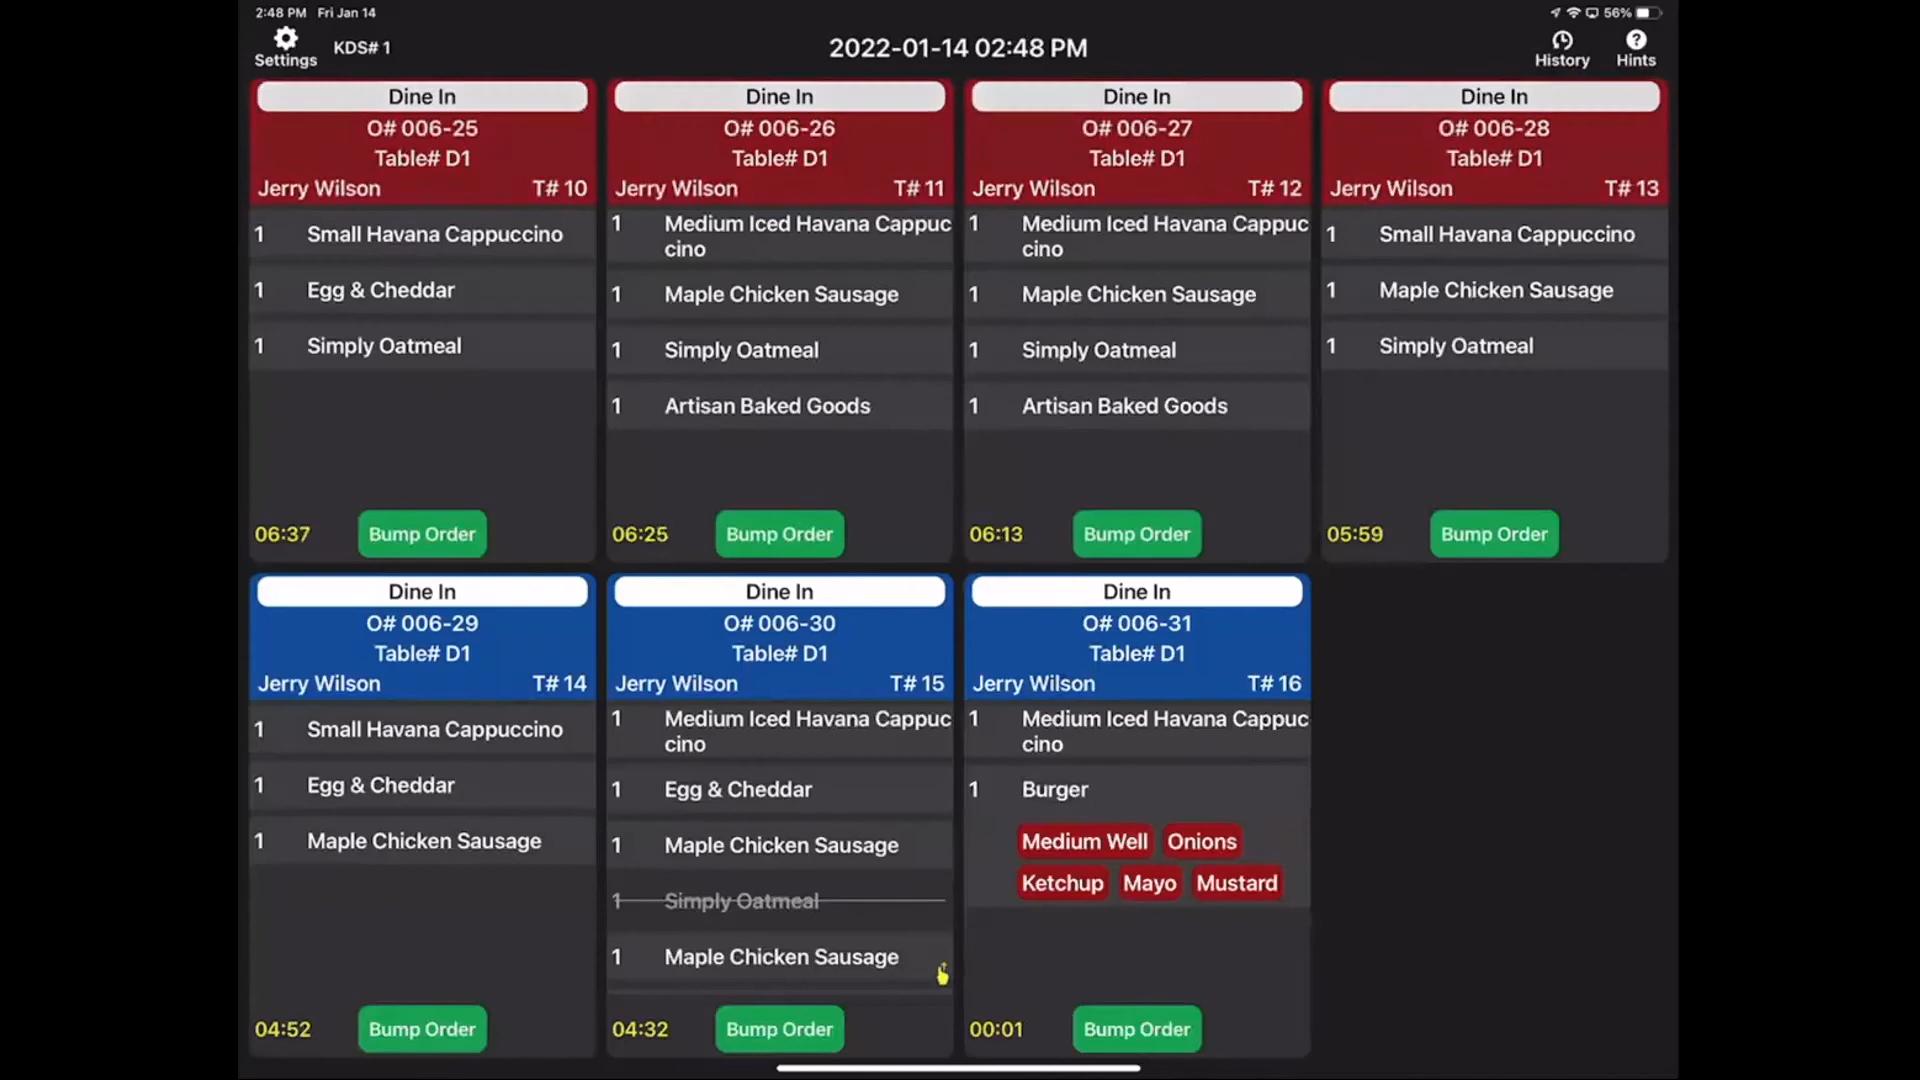 2:48 PM Fri Jan 14
56%
Settings
KDS# 1
2022-01-14 02:48 PM
History
Hints
Dine In
O# 006-25
Table# D1
Jerry Wilson T# 10
1 Small Havana Cappuccino
1 Egg & Cheddar
1 Simply Oatmeal
06:37 Bump Order
Dine In
O# 006-26
Table# D1
Jerry Wilson T# 11
1 Medium Iced Havana Cappuc
cino
1 Maple Chicken Sausage
1 Simply Oatmeal
1 Artisan Baked Goods
06:25 Bump Order
Dine In
O# 006-27
Table# D1
Jerry Wilson T# 12
1 Medium Iced Havana Cappuc
cino
1 Maple Chicken Sausage
1 Simply Oatmeal
1 Artisan Baked Goods
06:13 Bump Order
Dine In
O# 006-28
Table# D1
Jerry Wilson T# 13
1 Small Havana Cappuccino
1 Maple Chicken Sausage
1 Simply Oatmeal
05:59 Bump Order
Dine In
O# 006-29
Table# D1
Jerry Wilson T# 14
1 Small Havana Cappuccino
1 Egg & Cheddar
1 Maple Chicken Sausage
04:52 Bump Order
Dine In
O# 006-30
Table# D1
Jerry Wilson T# 15
1 Medium Iced Havana Cappuc
cino
1 Egg & Cheddar
1 Maple Chicken Sausage
1 Simply Oatmeal
1 Maple Chicken Sausage
04:32 Bump Order
Dine In
O# 006-31
Table# D1
Jerry Wilson T# 16
1 Medium Iced Havana Cappuc
cino
1 Burger
Medium Well Onions
Ketchup Mayo Mustard
00:01 Bump Order